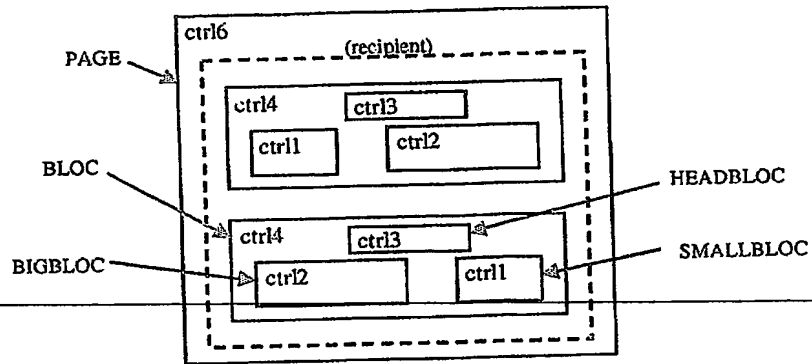 ctrl6
(recipient)
PAGE
ctrl4
ctrl3
ctrl1
ctrl2
BLOC
HEADBLOC
ctrl4
ctrl3
SMALLBLOC
BIGBLOC
ctrl2
ctrl1